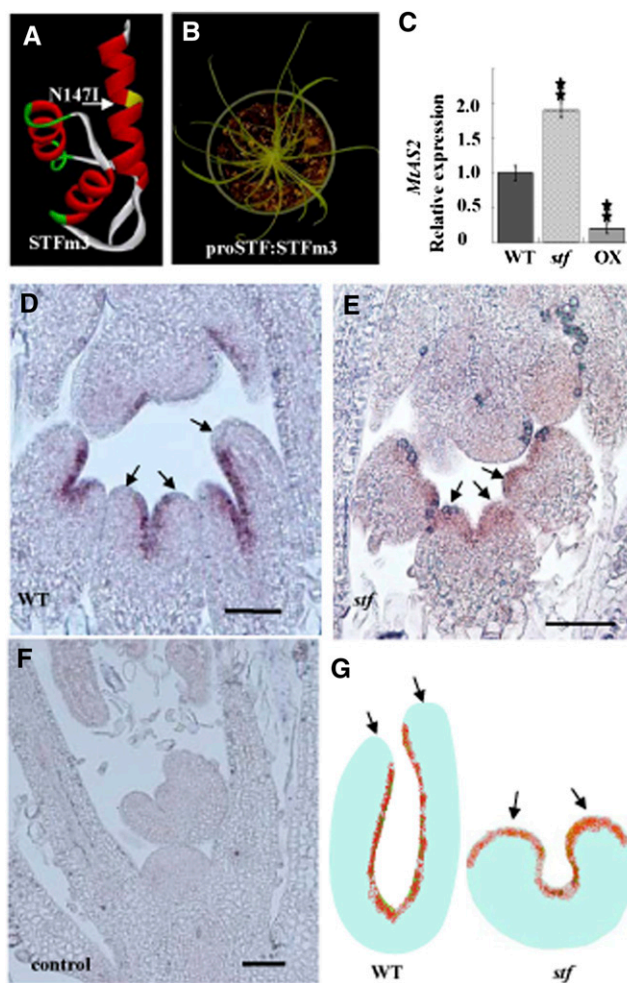 A
N147I
STFm3
B
proSTF:STFm3
C
MtAS2
Relative expression
2.0
1.5
1.0
0.5
0
WT stf OX
D
WT
E
stf
F
control
G
WT stf